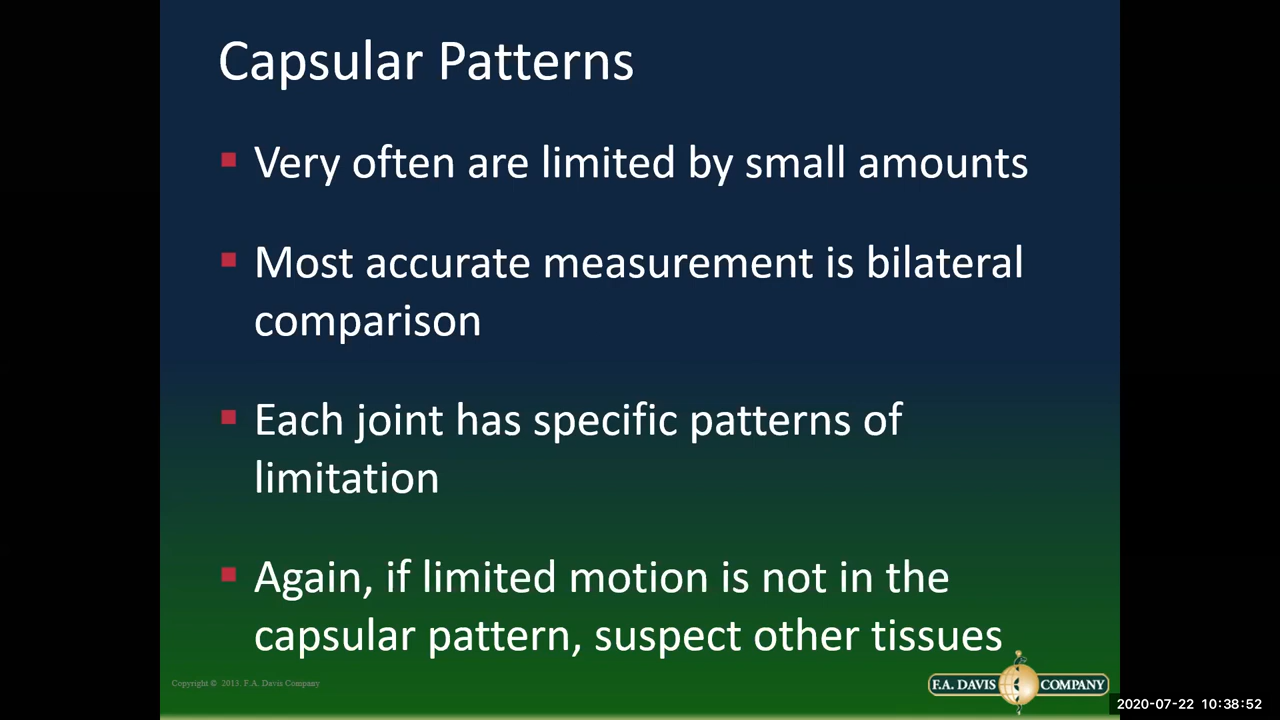 Capsular Patterns
Very often are limited by small amounts
Most accurate measurement is bilateral
comparison
Each joint has specific patterns of
limitation
Again, if limited motion is not in the
capsular pattern, suspect other tissues
Copyright © 2013. F.A. Davis Company
F.A. DAVIS COMPANY
2020-07-22 10:38:52